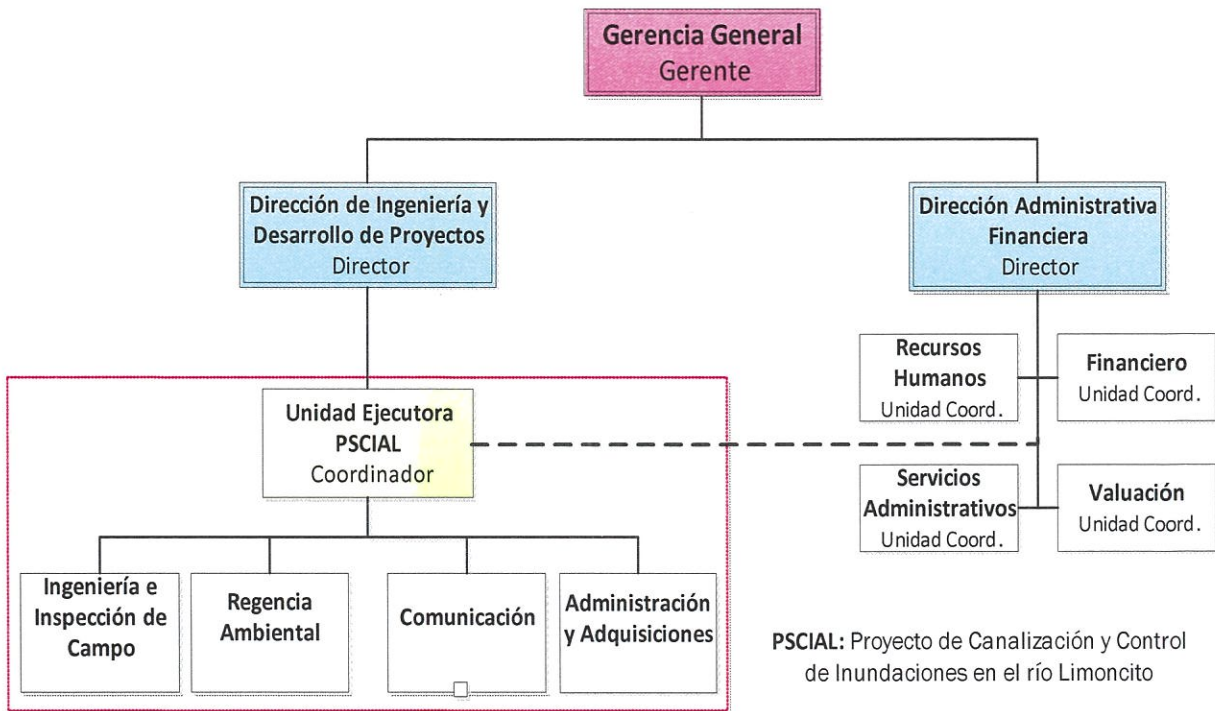 Gerencia General
Gerente
Dirección de Ingeniería y
Desarrollo de Proyectos
Director
Dirección Administrativa
Financiera
Director
Recursos
Humanos
Unidad Coord.
Financiero
Unidad Coord.
Unidad Ejecutora
PSCIAL
Coordinador
Servicios
Administrativos
Unidad Coord.
Valuación
Unidad Coord.
Ingeniería e
Inspección de
Campo
Regencia
Ambiental
Comunicación
Administración
y Adquisiciones
PSCIAL: Proyecto de Canalización y Control
de Inundaciones en el río Limoncito